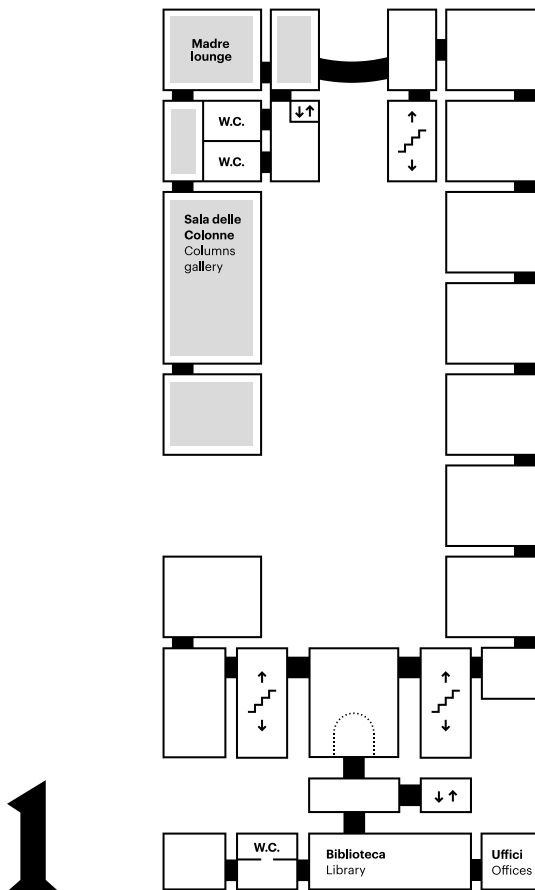 Madre
lounge
W.C.
W.C.
Sala delle
Colonne
Columns
gallery
W.C.
Biblioteca
Library
Uffici
Offices
1